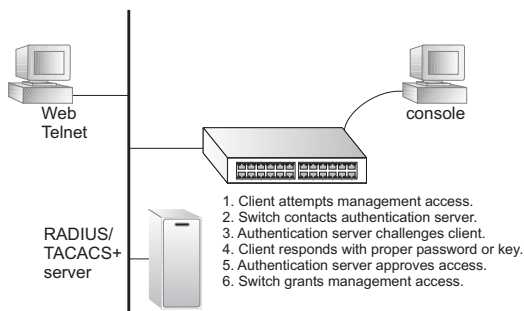 Web
Telnet
console
1. Client attempts management access.
2. Switch contacts authentication server.
3. Authentication server challenges client.
4. Client responds with proper password or key.
5. Authentication server approves access.
6. Switch grants management access.
RADIUS/
TACACS+
server